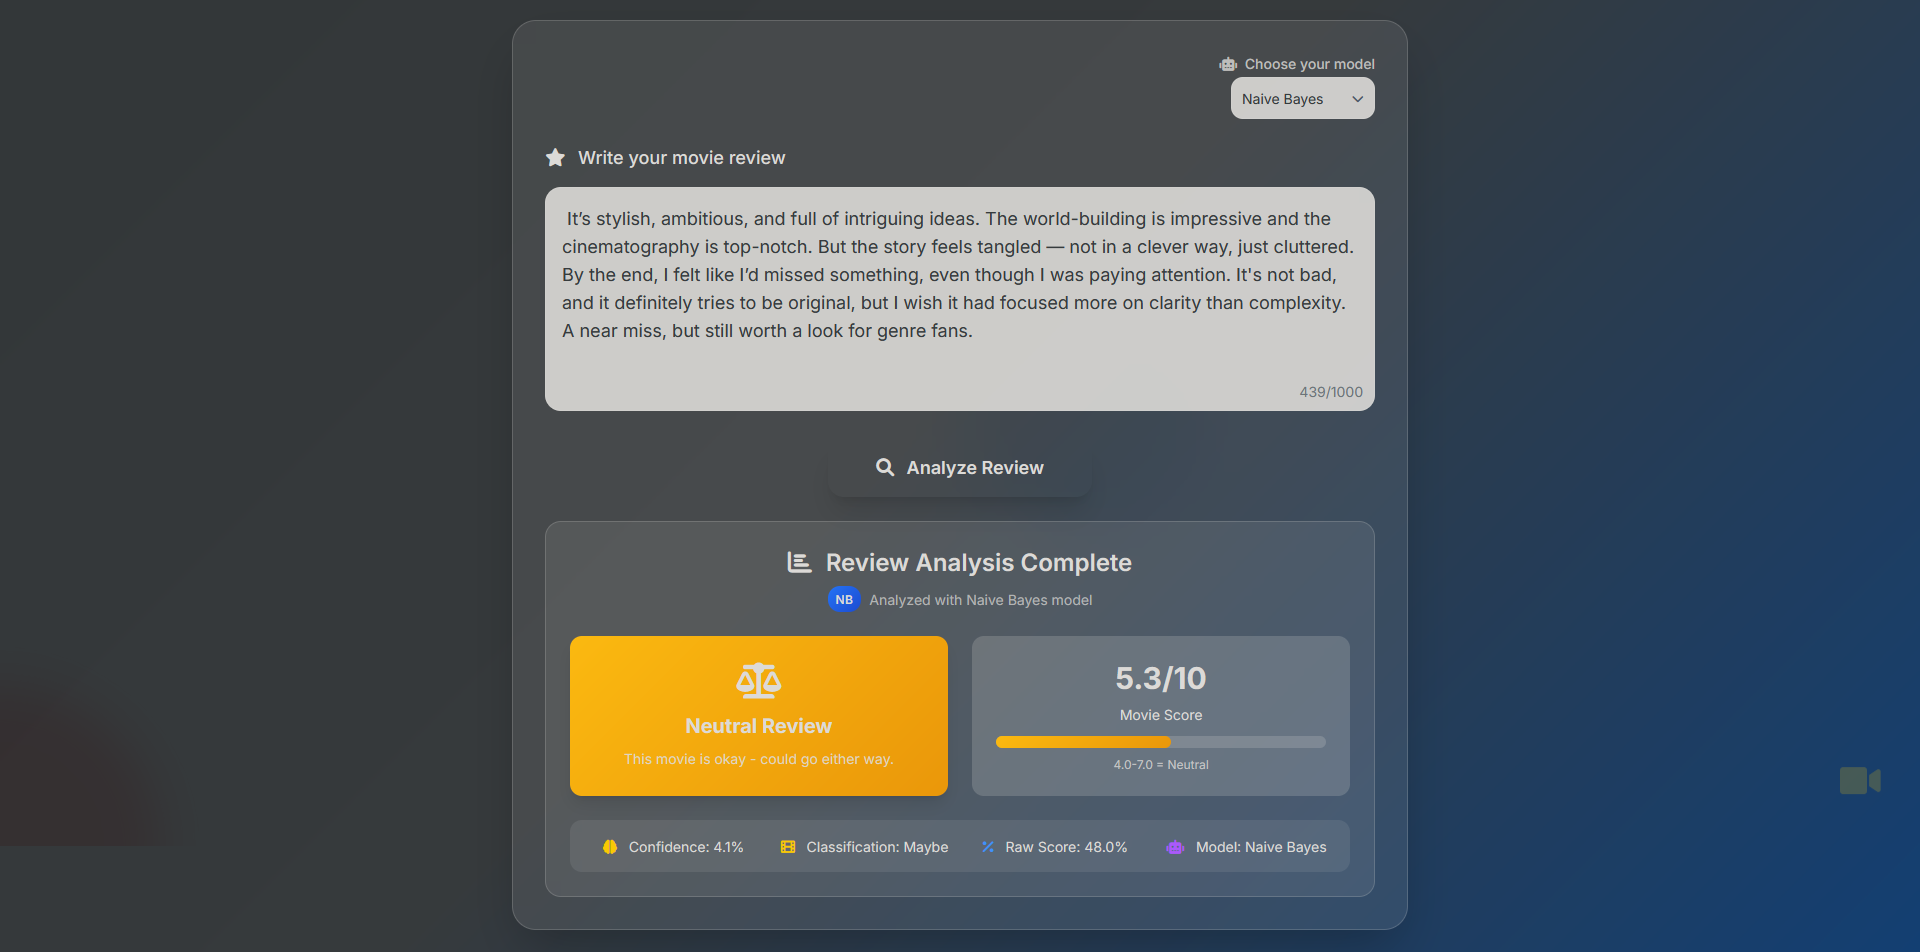 Choose your model
Naive Bayes
Write your movie review
It’s stylish, ambitious, and full of intriguing ideas. The world-building is impressive and the
cinematography is top-notch. But the story feels tangled — not in a clever way, just cluttered.
By the end, I felt like I’d missed something, even though I was paying attention. It's not bad,
and it definitely tries to be original, but I wish it had focused more on clarity than complexity.
A near miss, but still worth a look for genre fans.
439/1000
Analyze Review
Review Analysis Complete
NB Analyzed with Naive Bayes model
Neutral Review
This movie is okay - could go either way.
5.3/10
Movie Score
4.0-7.0 = Neutral
Confidence: 4.1% Classification: Maybe Raw Score: 48.0% Model: Naive Bayes